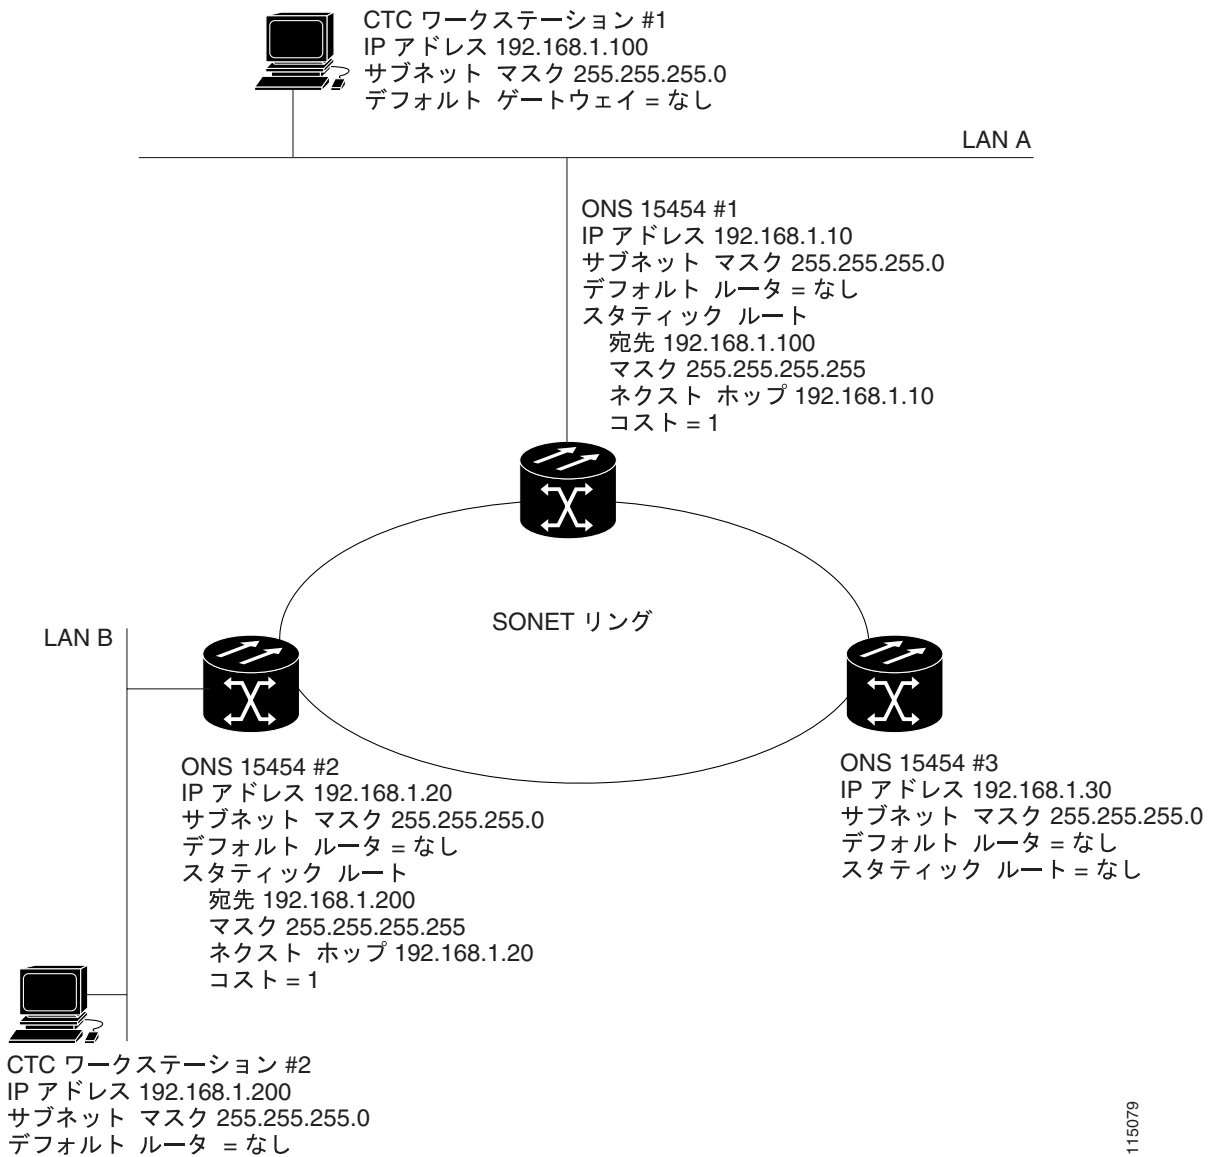 CTC ワークステーション #1
IP アドレス 192.168.1.100
サブネット マスク 255.255.255.0
デフォルト ゲートウェイ = なし
LAN A
ONS 15454 #1
IP アドレス 192.168.1.10
サブネット マスク 255.255.255.0
デフォルト ルータ = なし
スタティック ルート
宛先 192.168.1.100
マスク 255.255.255.255
ネクスト ホップ 192.168.1.10
コスト = 1
SONET リング
LAN B
ONS 15454 #2
IP アドレス 192.168.1.20
サブネット マスク 255.255.255.0
デフォルト ルータ = なし
スタティック ルート
宛先 192.168.1.200
マスク 255.255.255.255
ネクスト ホップ 192.168.1.20
コスト = 1
ONS 15454 #3
IP アドレス 192.168.1.30
サブネット マスク 255.255.255.0
デフォルト ルータ = なし
スタティック ルート = なし
CTC ワークステーション #2
IP アドレス 192.168.1.200
サブネット マスク 255.255.255.0
デフォルト ルータ = なし
115079